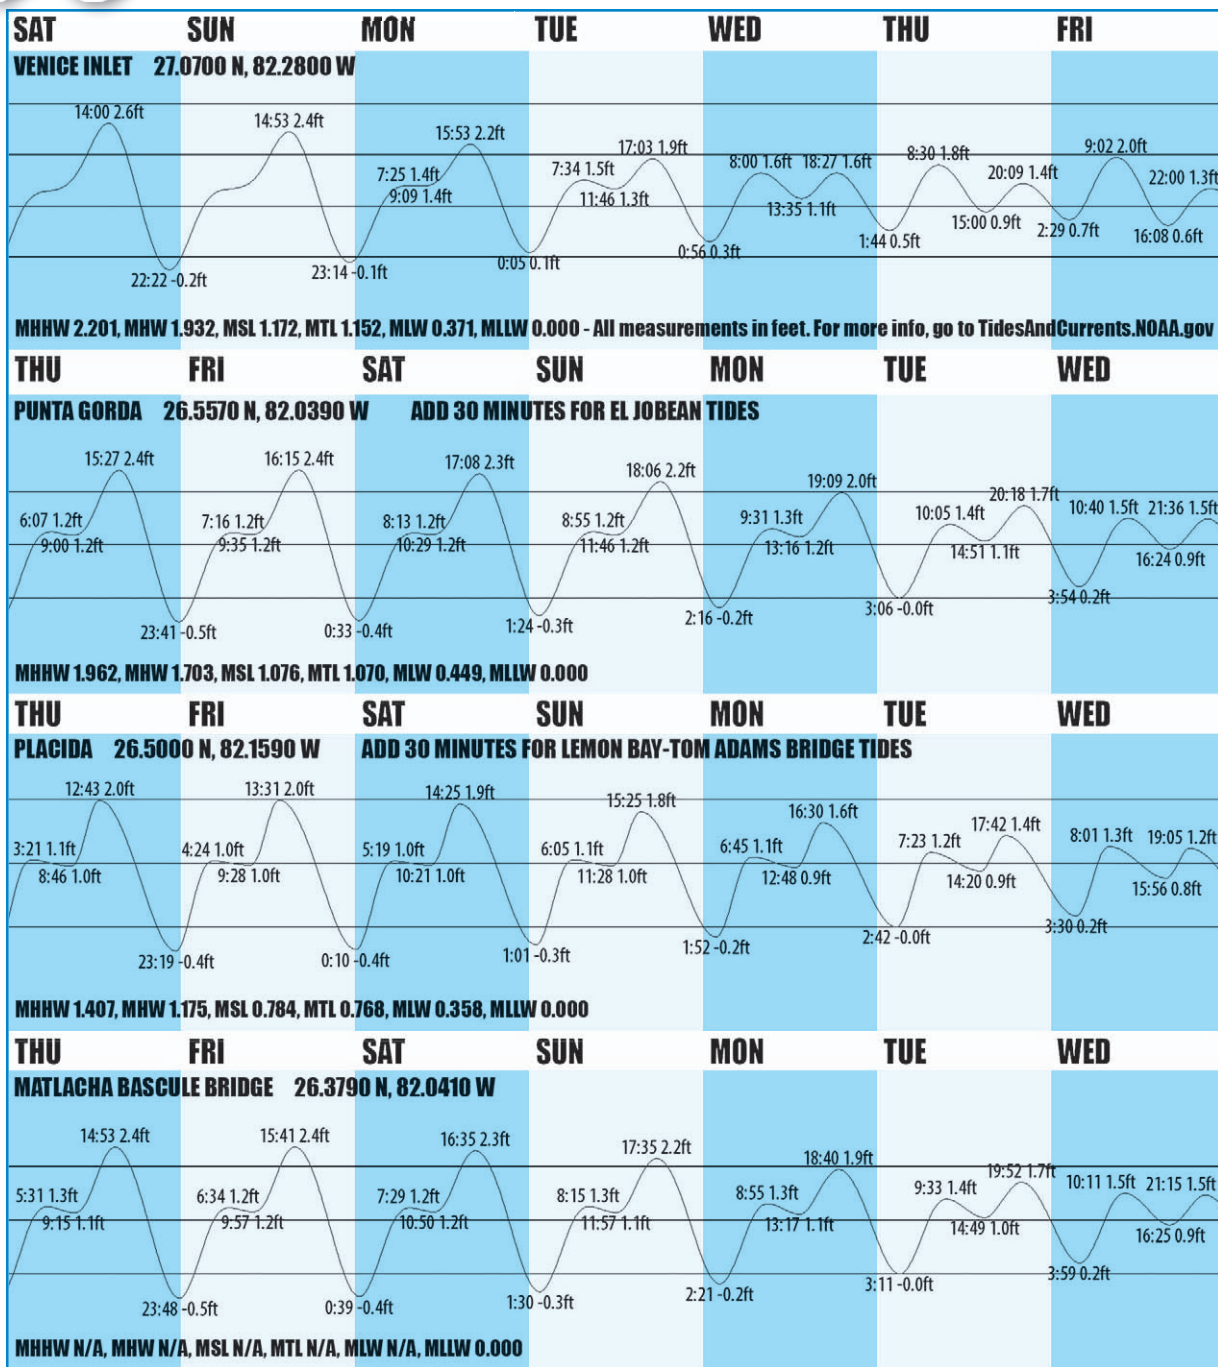 SAT SUN MON TUE WED THU FRI
VENICE INLET 27.0700 N, 82.2800 W
14:00 2.6ft 14:53 2.4ft 15:53 2.2ft 17:03 1.9ft 9:02 2.0ft
7:25 1.4ft 7:34 1.5ft 8:00 1.6ft 18:27 1.6ft 8:30 1.8ft 20:09 1.4ft 22:00 1.3ft
9:09 1.4ft 11:46 1.3ft 13:35 1.1ft 15:00 0.9ft 16:08 0.6ft
22:22 -0.2ft 23:14 -0.1ft 0:05 0.1ft 0:56 0.3ft 1:44 0.5ft 2:29 0.7ft
MHHW 2.201, MHW 1.932, MSL 1.172, MTL 1.152, MLW 0.371, MLLW 0.000 - All measurements in feet. For more info, go to TidesAndCurrents.NOAA.gov
THU FRI SAT SUN MON TUE WED
PUNTA GORDA 26.5570 N, 82.0390 W ADD 30 MINUTES FOR EL JOBEAN TIDES
15:27 2.4ft 16:15 2.4ft 17:08 2.3ft 18:06 2.2ft 19:09 2.0ft 20:18 1.7ft
6:07 1.2ft 7:16 1.2ft 8:13 1.2ft 8:55 1.2ft 9:31 1.3ft 10:05 1.4ft 10:40 1.5ft 21:36 1.5ft
9:00 1.2ft 9:35 1.2ft 10:29 1.2ft 11:46 1.2ft 13:16 1.2ft 14:51 1.1ft 16:24 0.9ft
23:41 -0.5ft 0:33 -0.4ft 1:24 -0.3ft 2:16 -0.2ft 3:06 -0.0ft 3:54 0.2ft
MHHW 1.962, MHW 1.703, MSL 1.076, MTL 1.070, MLW 0.449, MLLW 0.000
THU FRI SAT SUN MON TUE WED
PLACIDA 26.5000 N, 82.1590 W ADD 30 MINUTES FOR LEMON BAY-TOM ADAMS BRIDGE TIDES
12:43 2.0ft 13:31 2.0ft 14:25 1.9ft 15:25 1.8ft 16:30 1.6ft 17:42 1.4ft
3:21 1.1ft 4:24 1.0ft 5:19 1.0ft 6:05 1.1ft 6:45 1.1ft 7:23 1.2ft 8:01 1.3ft 19:05 1.2ft
8:46 1.0ft 9:28 1.0ft 10:21 1.0ft 11:28 1.0ft 12:48 0.9ft 14:20 0.9ft 15:56 0.8ft
23:19 -0.4ft 0:10 -0.4ft 1:01 -0.3ft 1:52 -0.2ft 2:42 -0.0ft 3:30 0.2ft
MHHW 1.407, MHW 1.175, MSL 0.784, MTL 0.768, MLW 0.358, MLLW 0.000
THU FRI SAT SUN MON TUE WED
MATLACHA BASCULE BRIDGE 26.3790 N, 82.0410 W
14:53 2.4ft 15:41 2.4ft 16:35 2.3ft 17:35 2.2ft 18:40 1.9ft 19:52 1.7ft
5:31 1.3ft 6:34 1.2ft 7:29 1.2ft 8:15 1.3ft 8:55 1.3ft 9:33 1.4ft 10:11 1.5ft 21:15 1.5ft
9:15 1.1ft 9:57 1.2ft 10:50 1.2ft 11:57 1.1ft 13:17 1.1ft 14:49 1.0ft 16:25 0.9ft
23:48 -0.5ft 0:39 -0.4ft 1:30 -0.3ft 2:21 -0.2ft 3:11 -0.0ft 3:59 0.2ft
MHHW N/A, MHW N/A, MSL N/A, MTL N/A, MLW N/A, MLLW 0.000